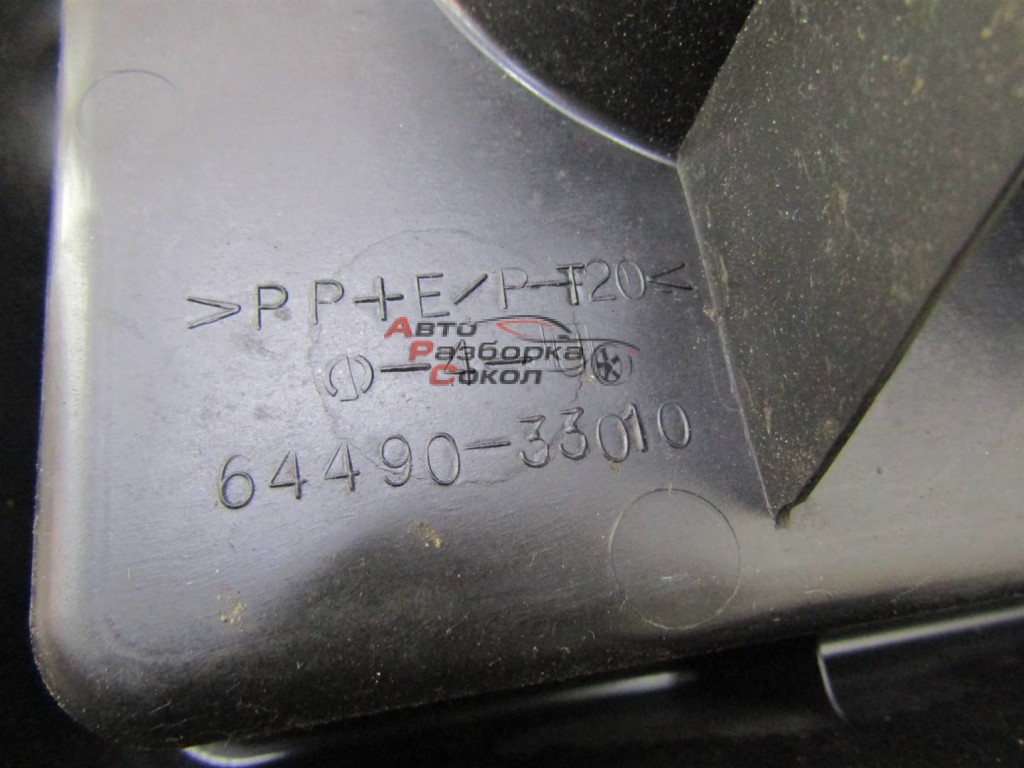 >PP+E/P-T20<
Авто
Разборка
Сокол
64490-33010